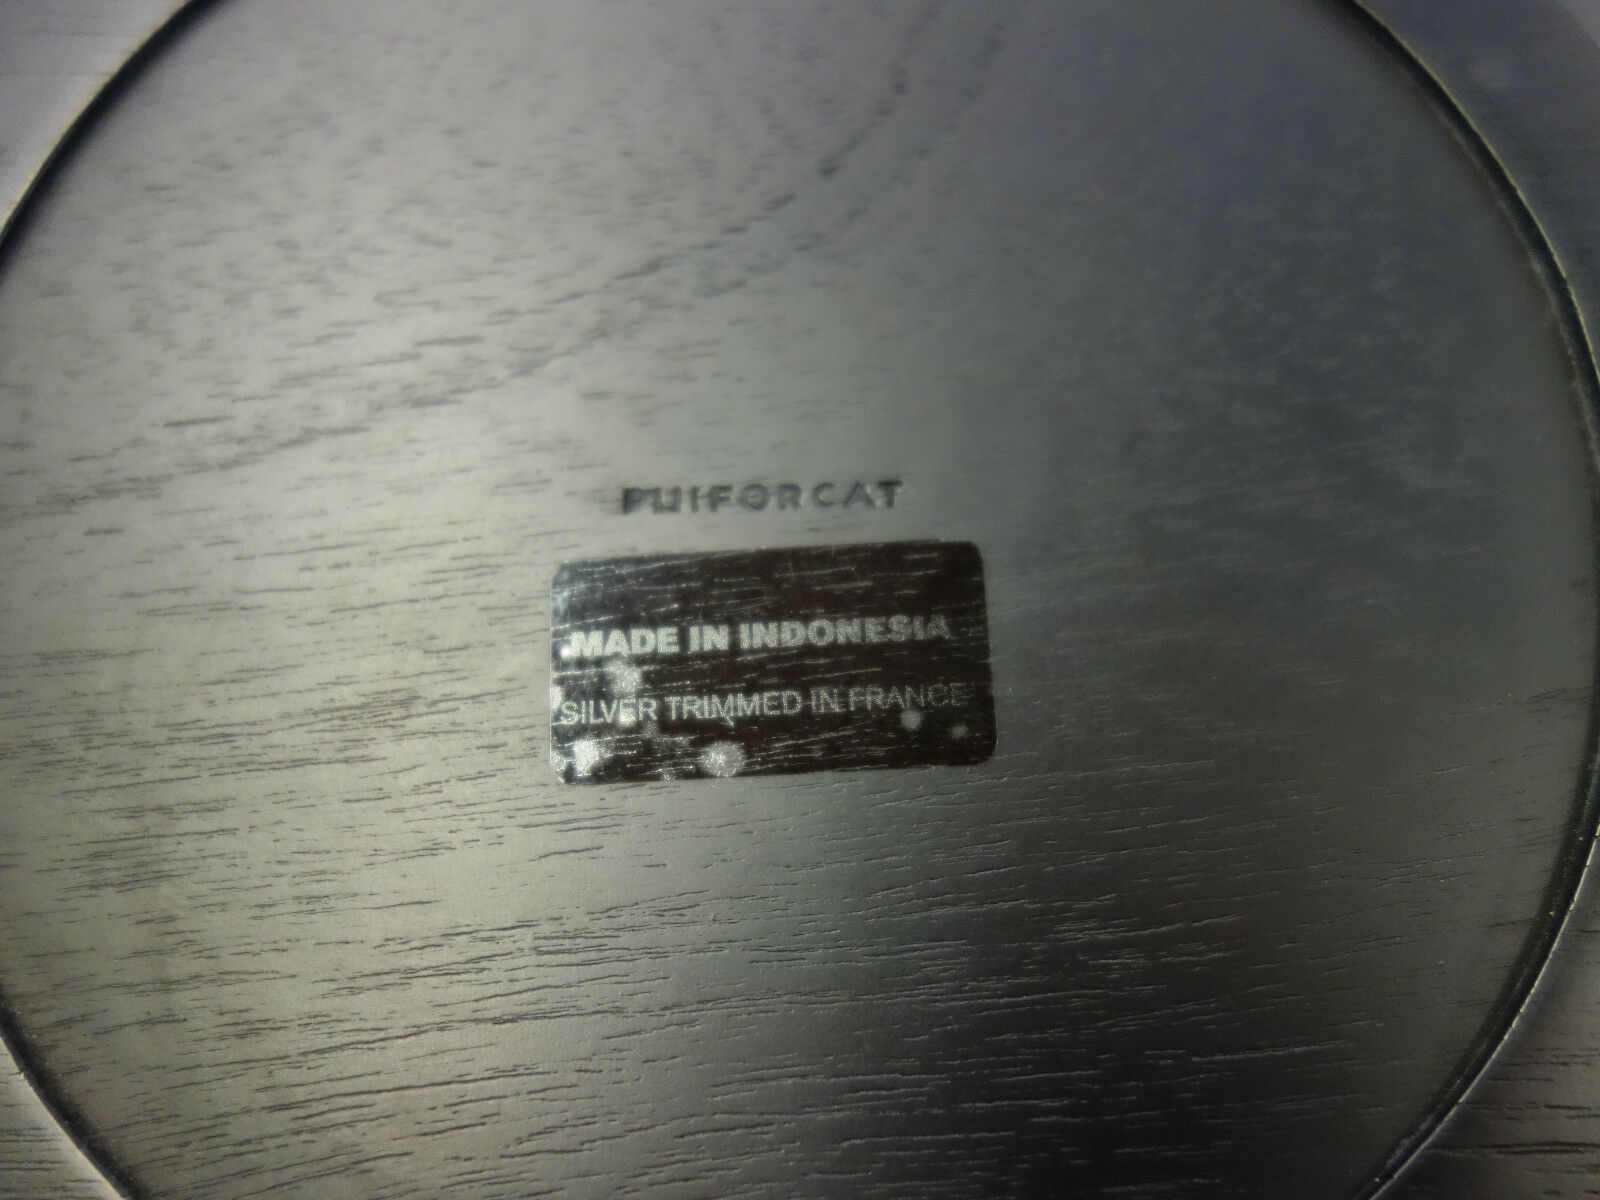 PUIFORCAT
MADE IN INDONESIA
SILVER TRIMMED IN FRANCE